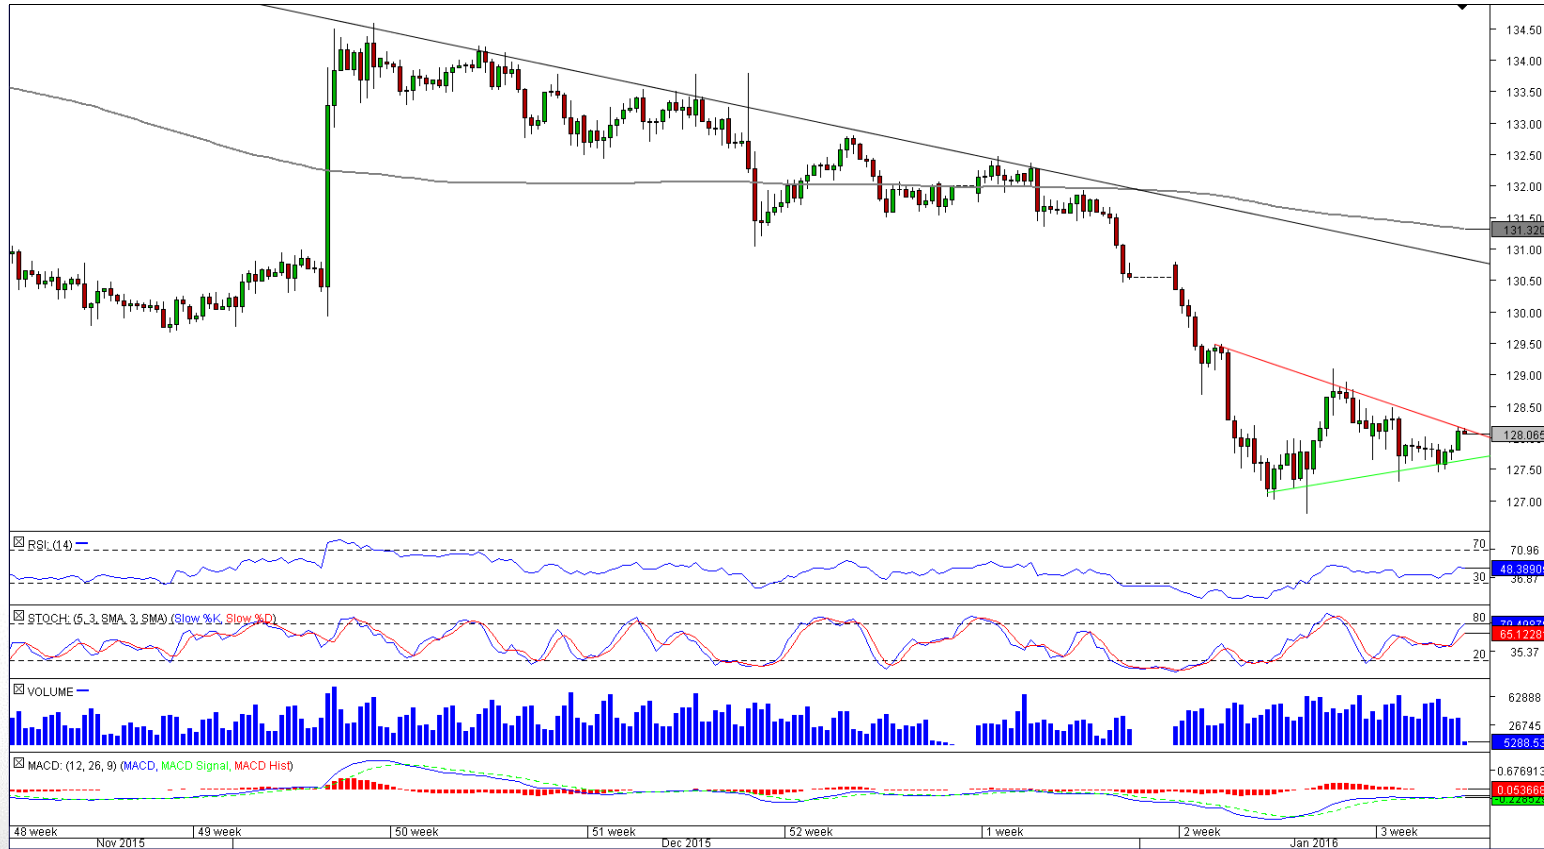 134.50
134.00
133.50
133.00
132.50
132.00
131.50
131.320
131.00
130.50
130.00
129.50
129.00
128.50
128.065
127.50
127.00
RSI: (14)
70
70.96
48.3890
30
36.87
STOCH: (5, 3, SMA, 3, SMA) (Slow %K, Slow %D)
80
65.1228
20
35.37
VOLUME
62888
26745
5288.53
MACD: (12, 26, 9) (MACD, MACD Signal, MACD Hist)
0.676913
0.053668
48 week
49 week
50 week
51 week
52 week
1 week
2 week
3 week
Nov 2015
Dec 2015
Jan 2016